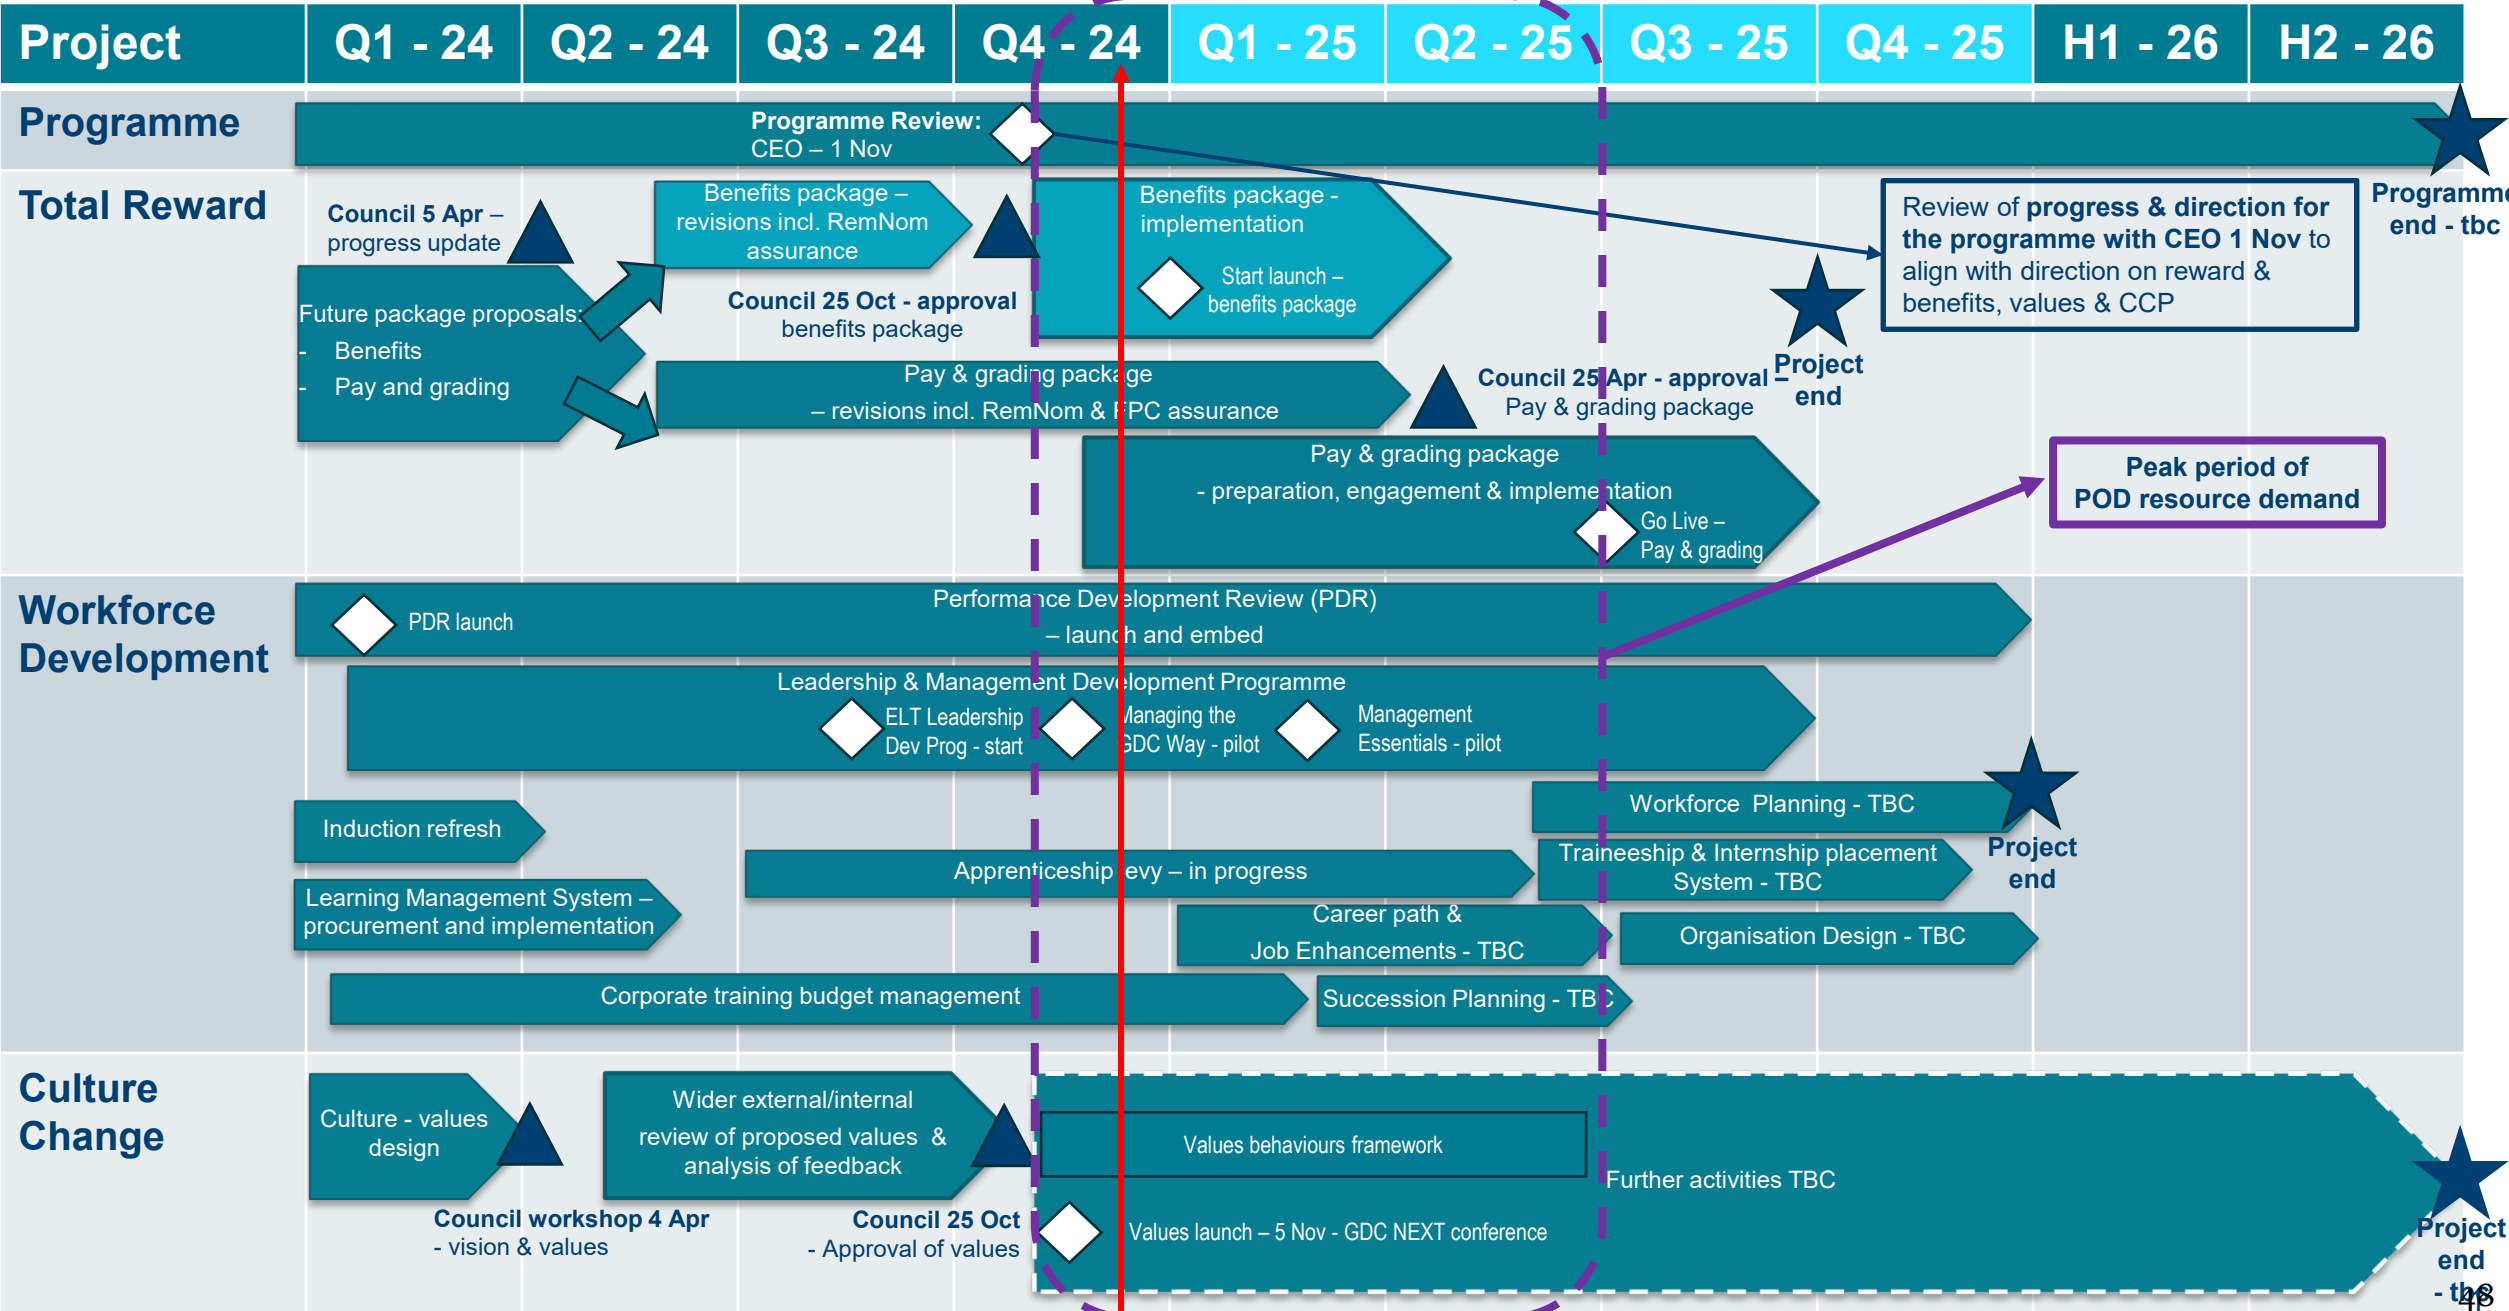 Project
Q1 - 24
Q2 - 24
Q3 - 24
Q4 - 24
Q1 - 25
Q2 - 25
Q3 - 25
Q4 - 25
H1 - 26
H2 - 26
Programme
Programme Review:
CEO – 1 Nov
Programme
end - tbc
Total Reward
Council 5 Apr –
progress update
Future package proposals:
- Benefits
- Pay and grading
Benefits package –
revisions incl. RemNom
assurance
Council 25 Oct - approval
benefits package
Benefits package -
implementation
Start launch –
benefits package
Review of progress & direction for
the programme with CEO 1 Nov to
align with direction on reward &
benefits, values & CCP
Project
end
Pay & grading package
– revisions incl. RemNom & FPC assurance
Council 25 Apr - approval –
Pay & grading package
Pay & grading package
- preparation, engagement & implementation
Go Live –
Pay & grading
Peak period of
POD resource demand
Workforce
Development
PDR launch
Performance Development Review (PDR)
– launch and embed
Leadership & Management Development Programme
ELT Leadership
Dev Prog - start
Managing the
GDC Way - pilot
Management
Essentials - pilot
Workforce Planning - TBC
Project
end
Induction refresh
Apprenticeship levy – in progress
Traineeship & Internship placement
System - TBC
Learning Management System –
procurement and implementation
Career path &
Job Enhancements - TBC
Organisation Design - TBC
Corporate training budget management
Succession Planning - TBC
Culture
Change
Culture - values
design
Council workshop 4 Apr
- vision & values
Wider external/internal
review of proposed values &
analysis of feedback
Council 25 Oct
- Approval of values
Values behaviours framework
Values launch – 5 Nov - GDC NEXT conference
Further activities TBC
Project
end
- tbc
48